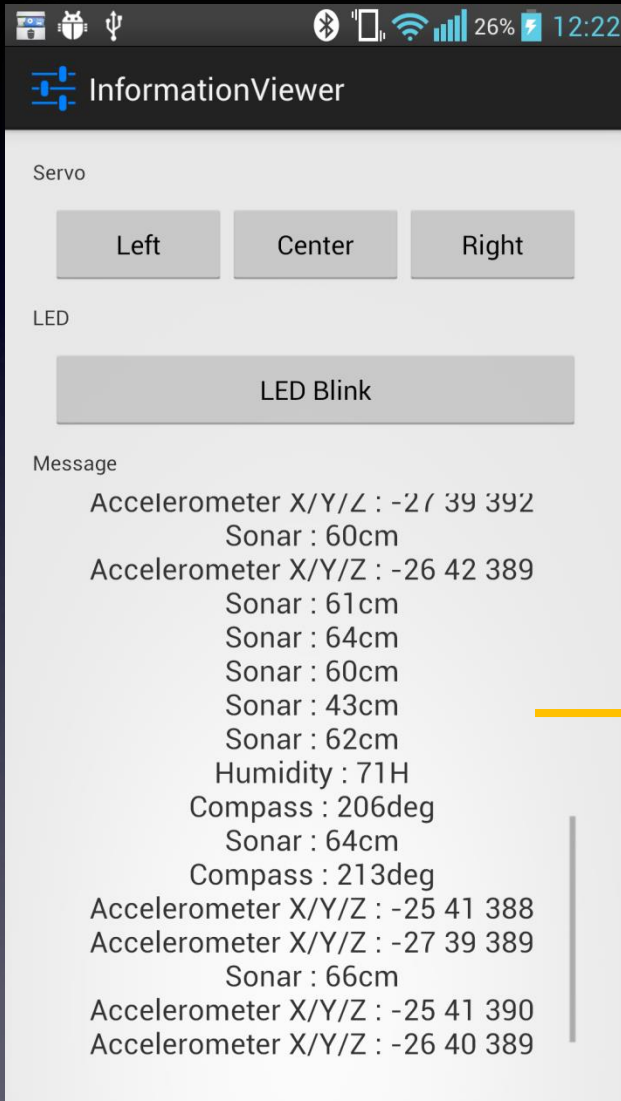 26% 12:22
InformationViewer
Servo
Left Center Right
LED
LED Blink
Message
Accelerometer X/Y/Z : -27 39 392
Sonar : 60cm
Accelerometer X/Y/Z : -26 42 389
Sonar : 61cm
Sonar : 64cm
Sonar : 60cm
Sonar : 43cm
Sonar : 62cm
Humidity : 71H
Compass : 206deg
Sonar : 64cm
Compass : 213deg
Accelerometer X/Y/Z : -25 41 388
Accelerometer X/Y/Z : -27 39 389
Sonar : 66cm
Accelerometer X/Y/Z : -25 41 390
Accelerometer X/Y/Z : -26 40 389